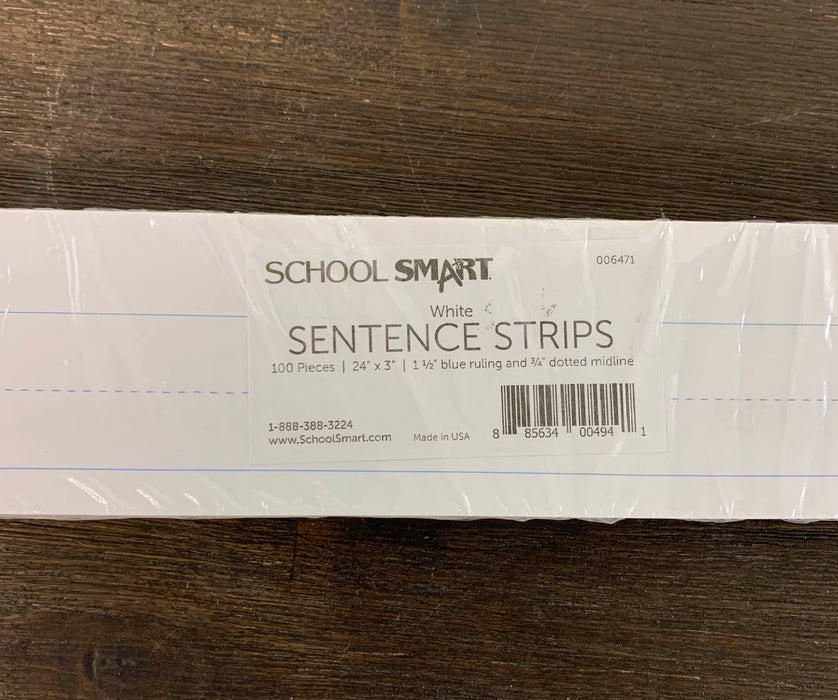 SCHOOL SMART
006471
White
SENTENCE STRIPS
100 Pieces | 24" x 3" | 1 ½" blue ruling and ¾" dotted midline
1-888-388-3224
www.SchoolSmart.com
Made in USA
8 85634 00494 1